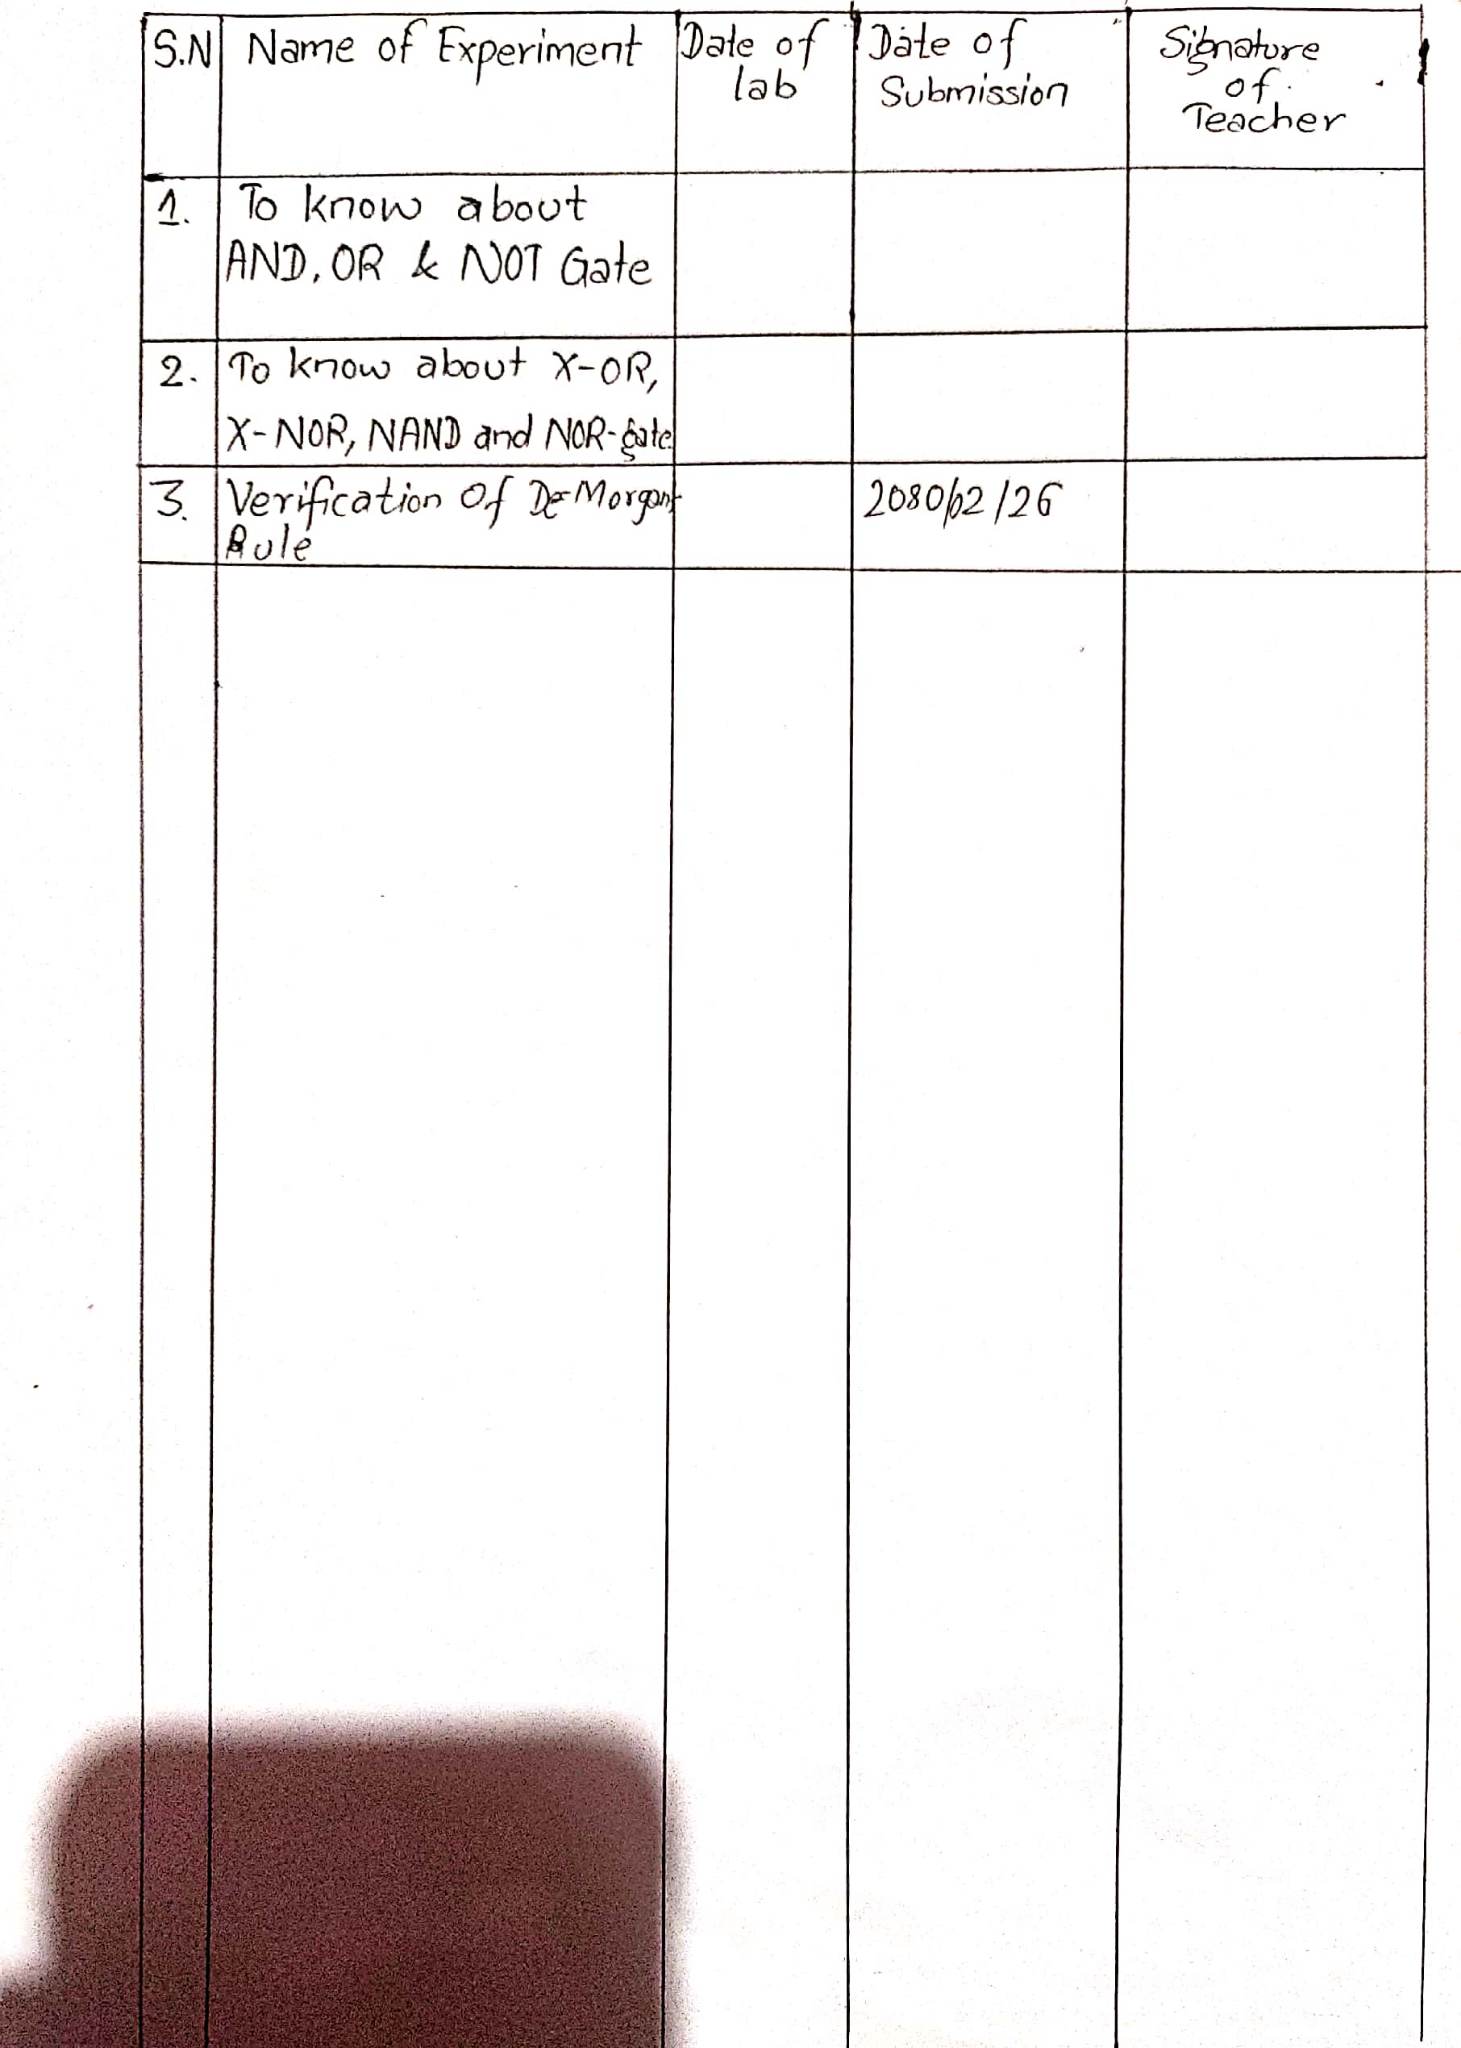 S.N Name of Experiment Date of lab Date of Submission Signature of Teacher
1. To know about
AND, OR & NOT Gate
2. To know about X-OR,
X-NOR, NAND and NOR-gate
3. Verification Of De-Morgan's 2080/02/26
Rule